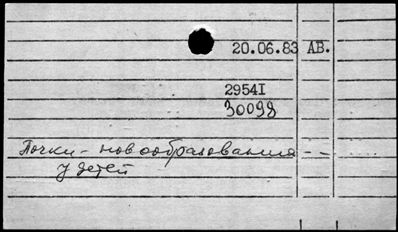 20.06.83 АВ.
29541
30098
Почки - новообразования --
у детей